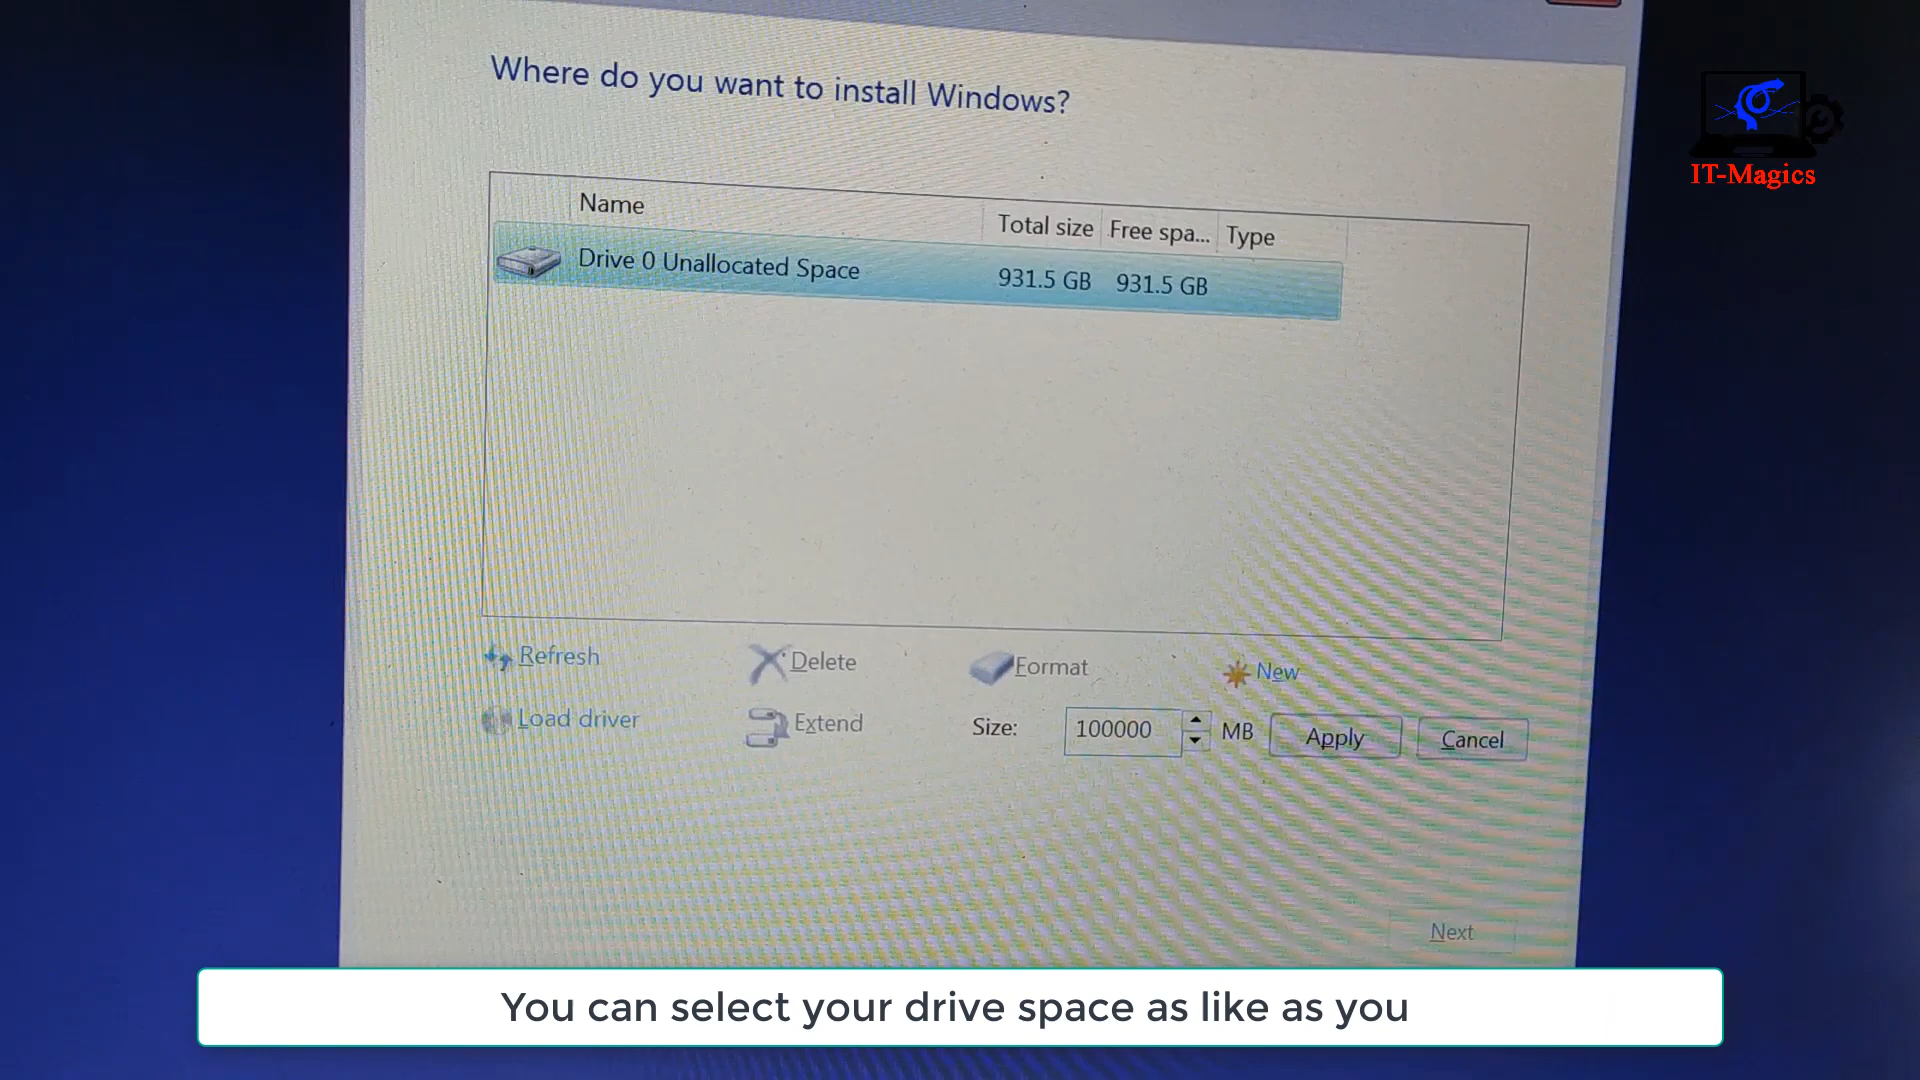 Where do you want to install Windows?
IT-Magics
Name Total size Free spa... Type
Drive 0 Unallocated Space 931.5 GB 931.5 GB
Refresh Delete Format New
Load driver Extend Size: 100000 MB Apply Cancel
Next
You can select your drive space as like as you